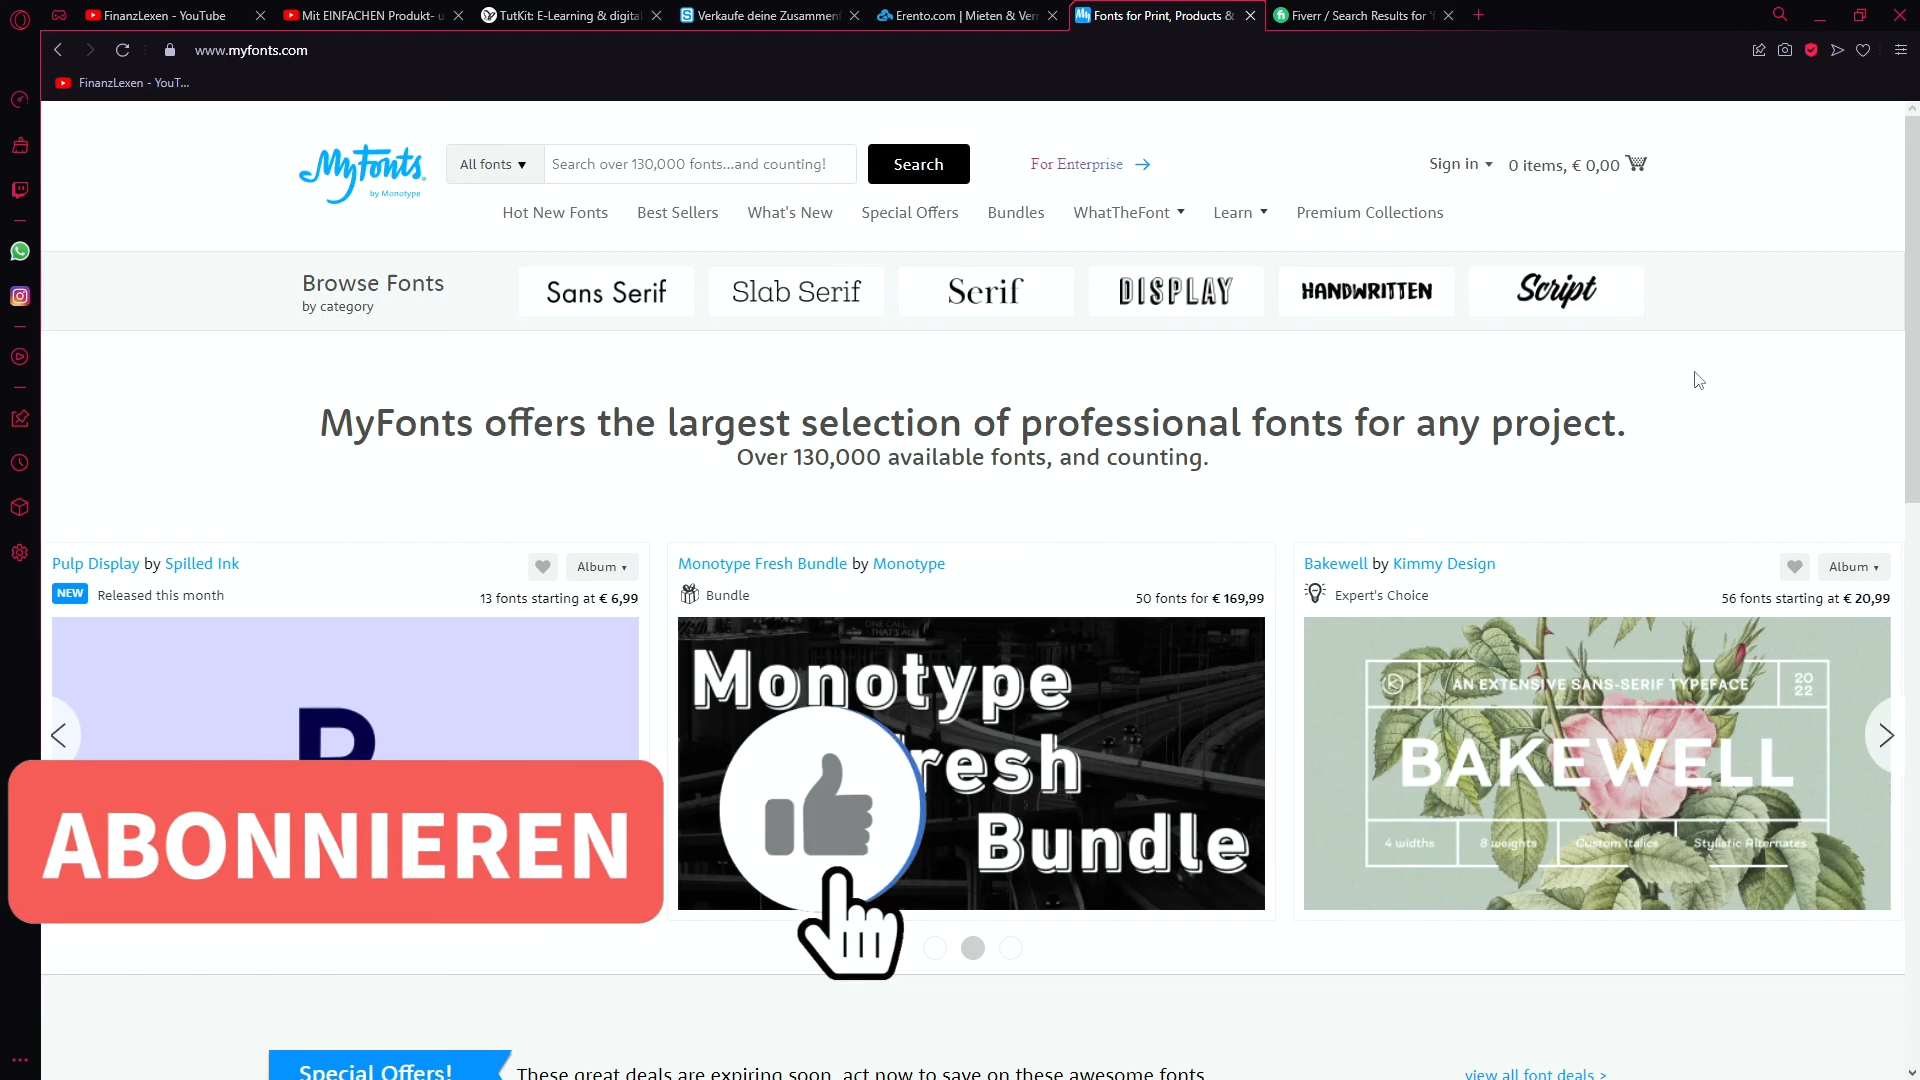 FinanzLexen - YouTube
Mit EINFACHEN Produkt- u
TutKit: E-Learning & digita
Verkaufe deine Zusammen
Erento.com | Mieten & Ver
Fonts for Print, Products &
Fiverr / Search Results for
www.myfonts.com
FinanzLexen - YouT...
MyFonts
by Monotype
All fonts ▼
Search over 130,000 fonts...and counting!
Search
For Enterprise →
Sign in
0 items, € 0,00
Hot New Fonts
Best Sellers
What's New
Special Offers
Bundles
WhatTheFont
Learn
Premium Collections
Browse Fonts
by category
Sans Serif
Slab Serif
Serif
DISPLAY
HANDWRITTEN
Script
MyFonts offers the largest selection of professional fonts for any project.
Over 130,000 available fonts, and counting.
Pulp Display by Spilled Ink
Album
NEW
Released this month
13 fonts starting at € 6,99
Monotype Fresh Bundle by Monotype
Bundle
50 fonts for € 169,99
Monotype
resh
Bundle
Bakewell by Kimmy Design
Album
Expert's Choice
56 fonts starting at € 20,99
AN EXTENSIVE SANS-SERIF TYPEFACE
20
22
BAKEWELL
4 widths
8 weights
Custom Italics
Stylistic Alternates
ABONNIEREN
Special Offers!
These great deals are expiring soon, act now to save on these awesome fonts
view all font deals >